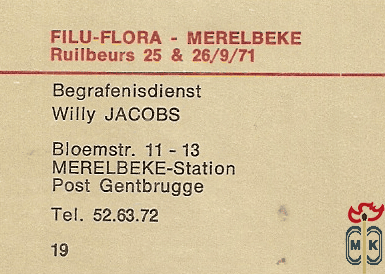 FILU-FLORA - MERELBEKE
Ruilbeurs 25 & 26/9/71
Begrafenisdienst
Willy JACOBS
Bloemstr. 11 - 13
MERELBEKE-Station
Post Gentbrugge
Tel. 52.63.72
19
MK